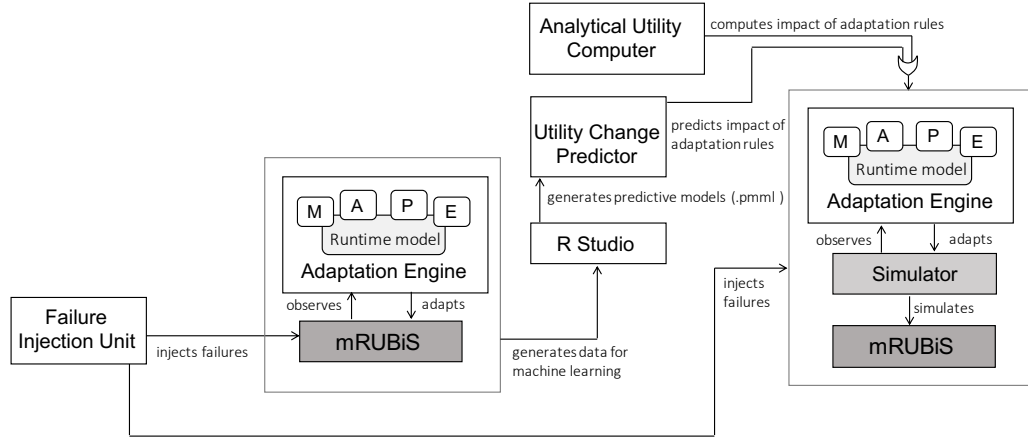 Analytical Utility
Computer
computes impact of adaptation rules
Utility Change
Predictor
predicts impact of
adaptation rules
generates predictive models (.pmml )
R Studio
M A P E
Runtime model
Adaptation Engine
observes adapts
mRUBiS
Failure
Injection Unit
injects failures
generates data for
machine learning
injects
failures
M A P E
Runtime model
Adaptation Engine
observes adapts
Simulator
simulates
mRUBiS